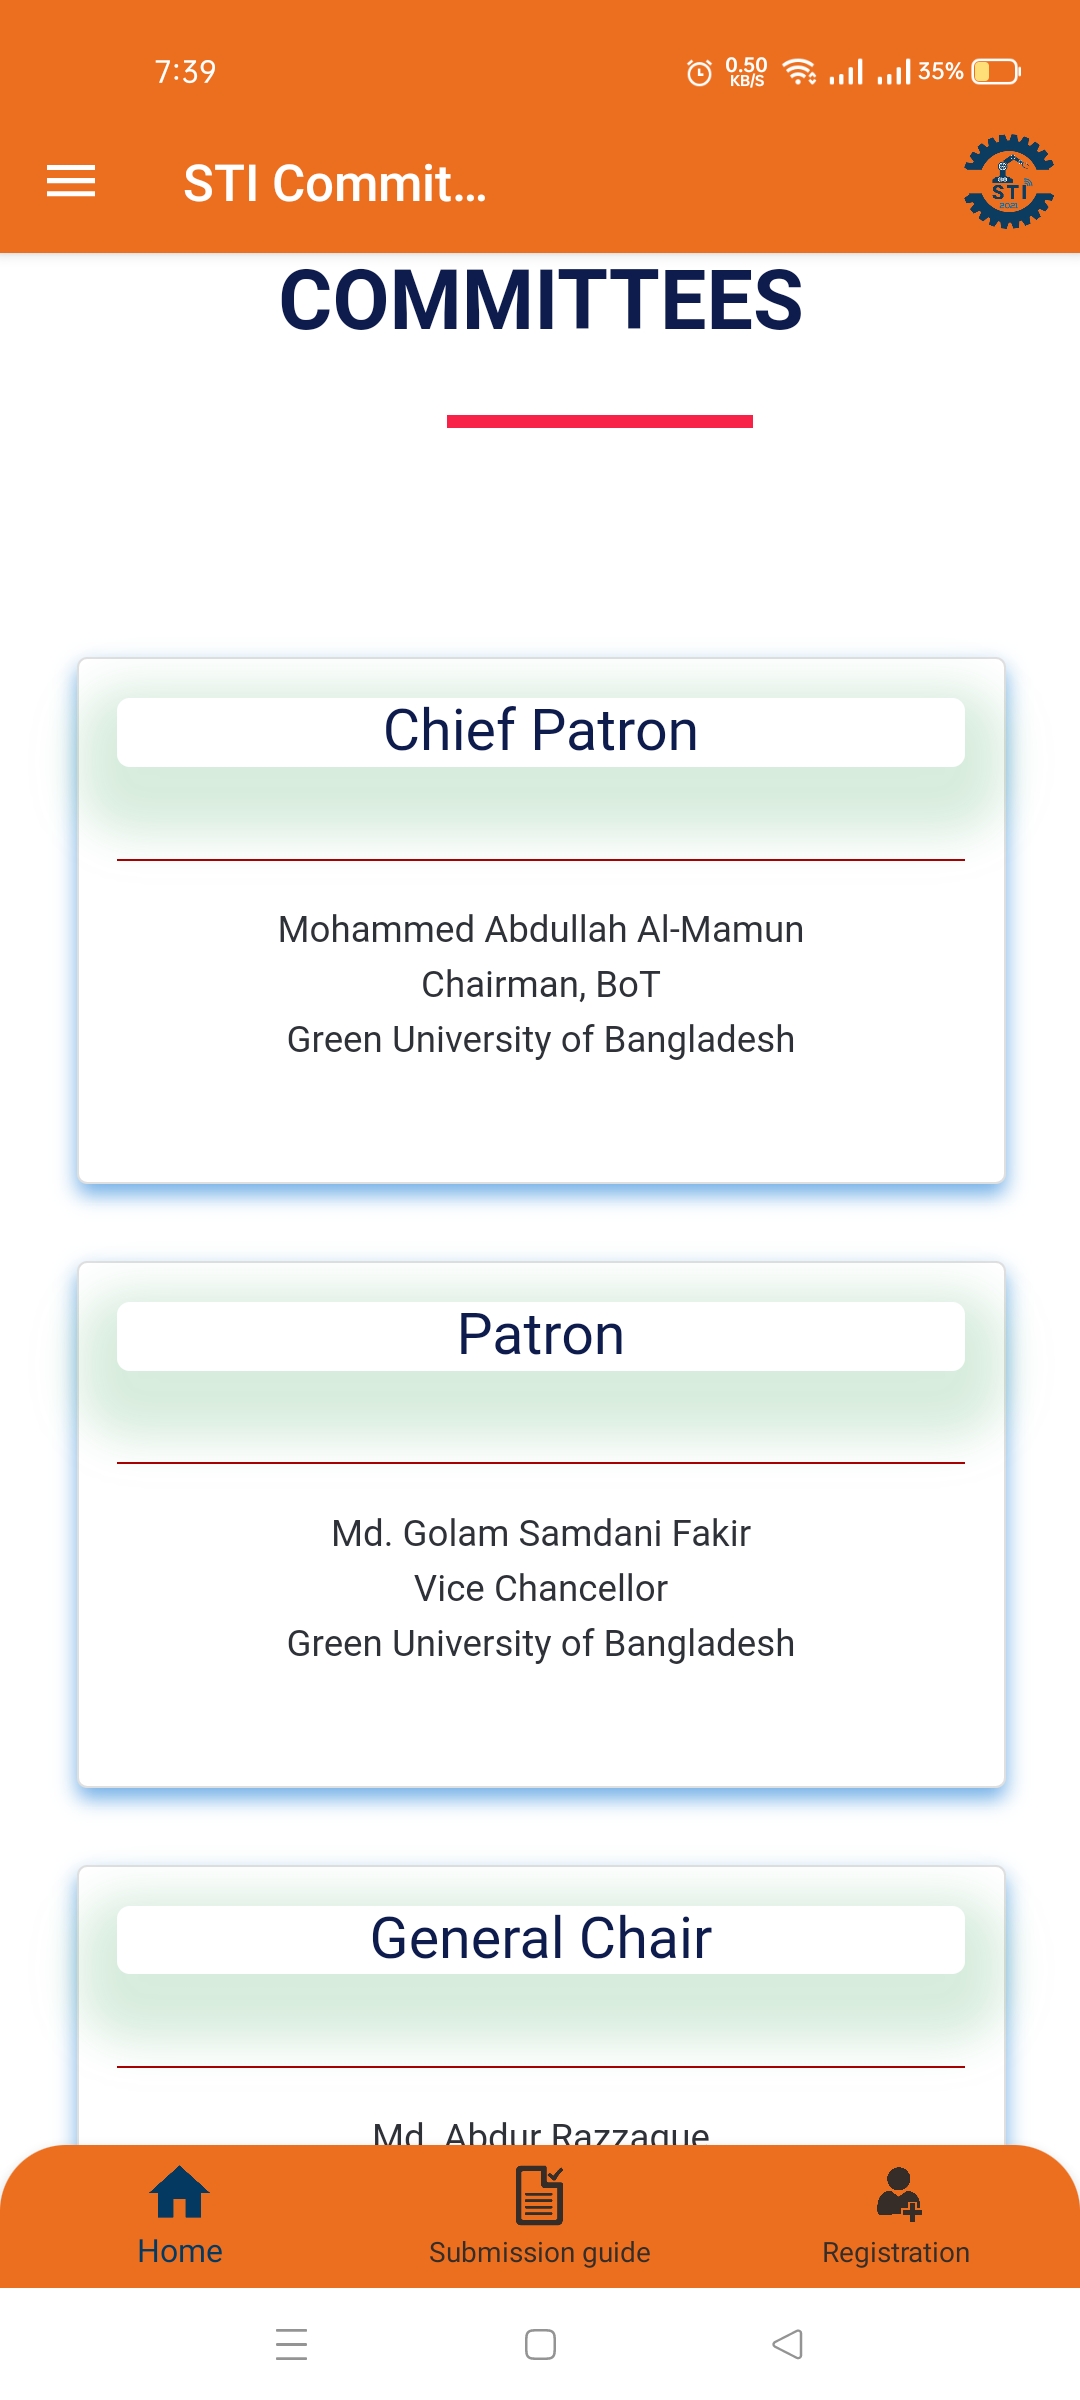 7:39
0.50
KB/S
35%
STI Commit...
STI
2021
COMMITTEES
Chief Patron
Mohammed Abdullah Al-Mamun
Chairman, BoT
Green University of Bangladesh
Patron
Md. Golam Samdani Fakir
Vice Chancellor
Green University of Bangladesh
General Chair
Md. Abdur Razzaque
Home
Submission guide
Registration